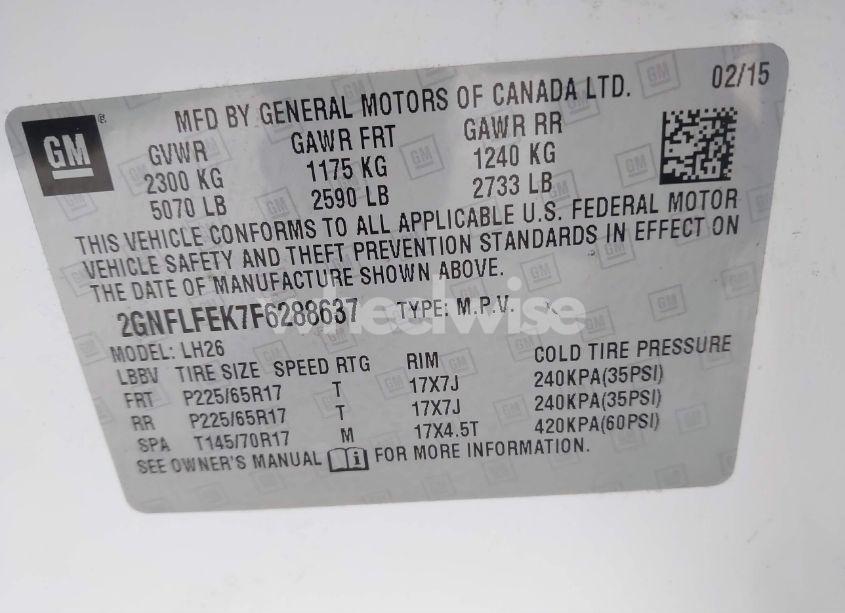 GM
MFD BY GENERAL MOTORS OF CANADA LTD. 02/15
GVWR GAWR FRT GAWR RR
2300 KG 1175 KG 1240 KG
5070 LB 2590 LB 2733 LB
THIS VEHICLE CONFORMS TO ALL APPLICABLE U.S. FEDERAL MOTOR
VEHICLE SAFETY AND THEFT PREVENTION STANDARDS IN EFFECT ON
THE DATE OF MANUFACTURE SHOWN ABOVE.
2GNFLFEK7F6288637 TYPE: M.P.V.
wheelwise
MODEL: LH26
LBBV TIRE SIZE SPEED RTG RIM COLD TIRE PRESSURE
FRT P225/65R17 T 17X7J 240KPA(35PSI)
RR P225/65R17 T 17X7J 240KPA(35PSI)
SPA T145/70R17 M 17X4.5T 420KPA(60PSI)
SEE OWNER'S MANUAL FOR MORE INFORMATION.